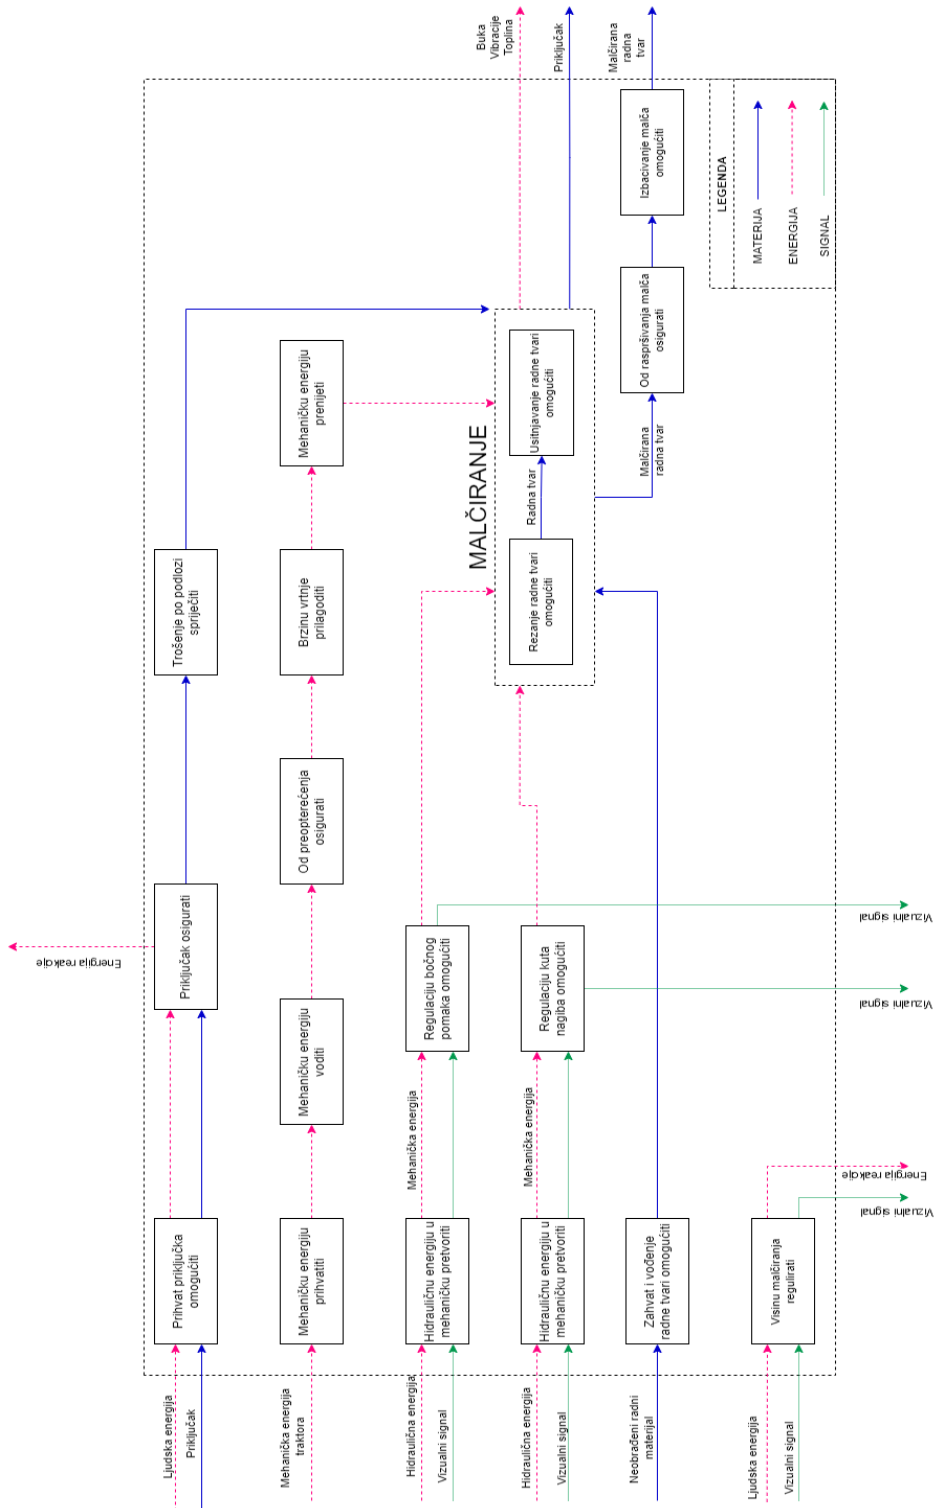 Ljudska energija
Priključak
Prihvat priključka
omogućiti
Priključak osigurati
Energija reakcije
Trošenje po podlozi
spriječiti
Mehanička energija
traktora
Mehaničku energiju
prihvatiti
Mehaničku energiju
voditi
Od preopterećenja
osigurati
Brzinu vrtnje
prilagoditi
Mehaničku energiju
prenijeti
Hidraulična energija
Vizualni signal
Hidrauličnu energiju u
mehaničku pretvoriti
Mehanička energija
Regulaciju bočnog
pomaka omogućiti
Vizualni signal
MALČIRANJE
Rezanje radne tvari
omogućiti
Radna tvar
Usitnjavanje radne tvari
omogućiti
Buka
Vibracije
Toplina
Priključak
Hidraulična energija
Vizualni signal
Hidrauličnu energiju u
mehaničku pretvoriti
Mehanička energija
Regulaciju kuta
nagiba omogućiti
Vizualni signal
Neobrađeni radni
materijal
Zahvat i vođenje
radne tvari omogućiti
Malčirana
radna tvar
Od raspršivanja malča
osigurati
Izbacivanje malča
omogućiti
Malčirana
radna
tvar
Ljudska energija
Vizualni signal
Visinu malčiranja
regulirati
Energija reakcije
Vizualni signal
LEGENDA
MATERIJA
ENERGIJA
SIGNAL